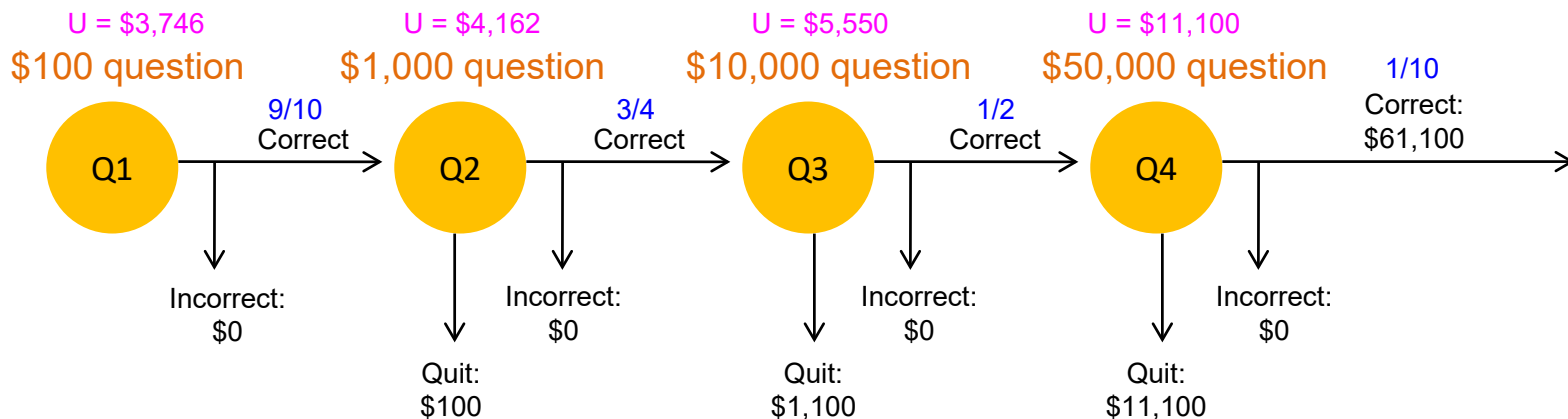 U = $3,746
U = $4,162
U = $5,550
U = $11,100
$100 question
$1,000 question
$10,000 question
$50,000 question
1/10
Correct:
$61,100
9/10
Correct
3/4
Correct
1/2
Correct
Q1
Q2
Q3
Q4
Incorrect:
$0
Incorrect:
$0
Incorrect:
$0
Incorrect:
$0
Quit:
$100
Quit:
$1,100
Quit:
$11,100